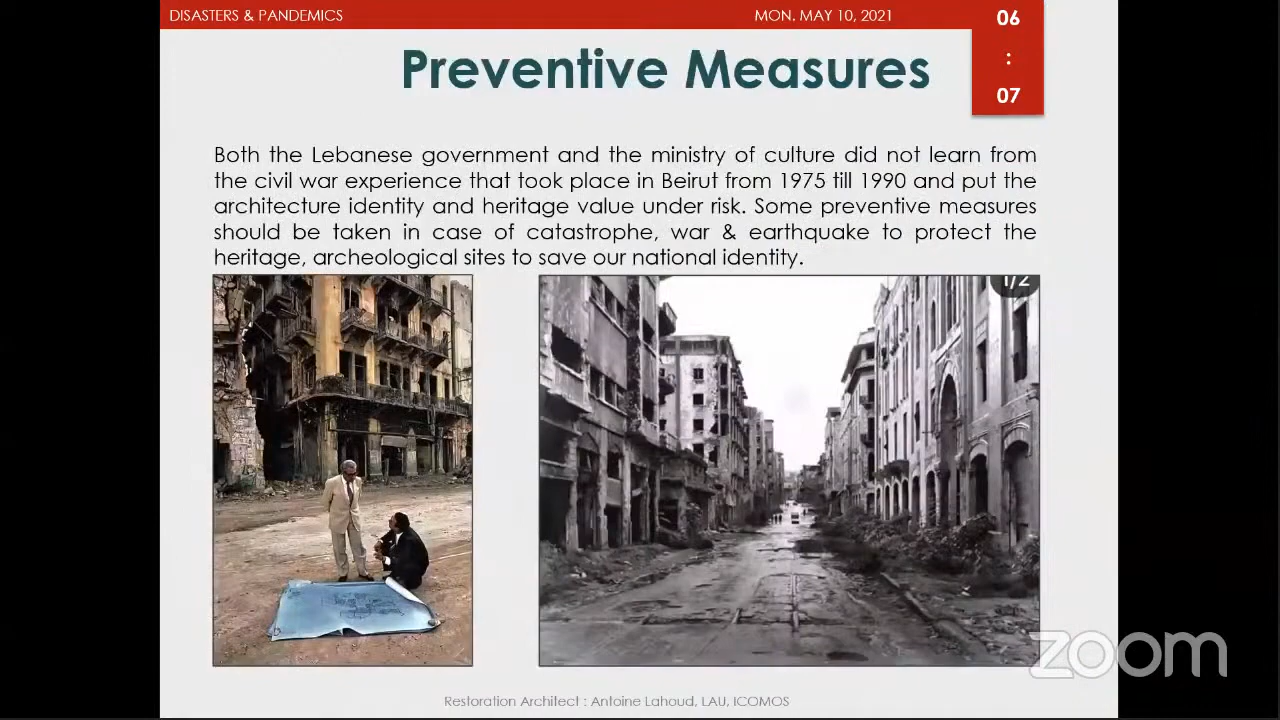 DISASTERS & PANDEMICS
MON. MAY 10, 2021
06
:
07
Preventive Measures
Both the Lebanese government and the ministry of culture did not learn from
the civil war experience that took place in Beirut from 1975 till 1990 and put the
architecture identity and heritage value under risk. Some preventive measures
should be taken in case of catastrophe, war & earthquake to protect the
heritage, archeological sites to save our national identity.
1/2
zoom
Restoration Architect : Antoine Lahoud, LAU, ICOMOS